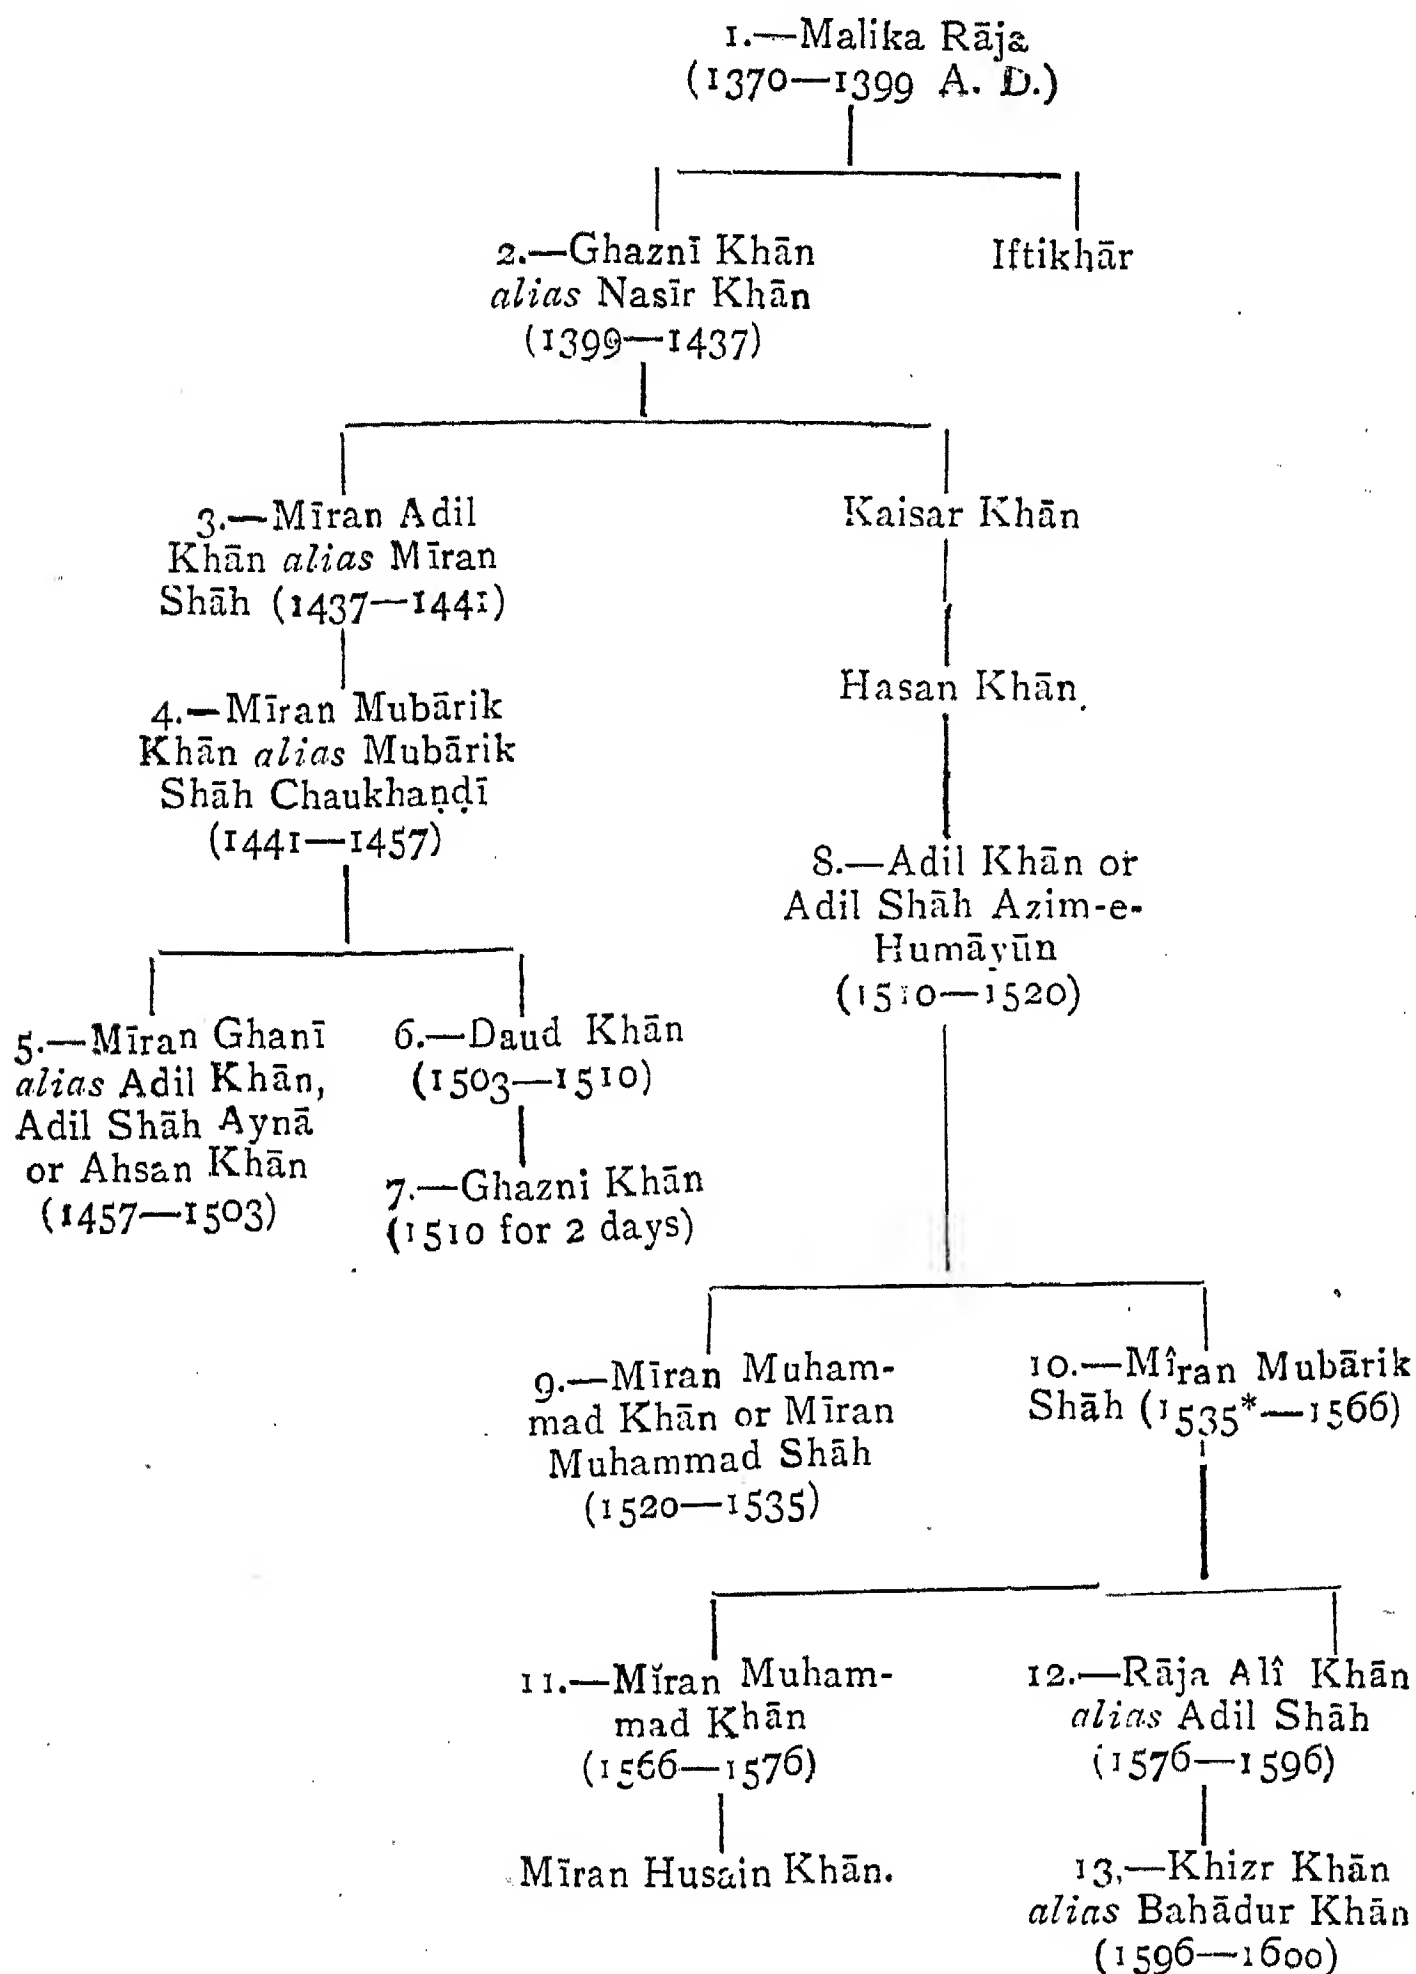 1.—Malika Rāja
(1370—1399 A. D.)
2.—Ghaznī Khān
alias Nasīr Khān
(1399—1437)
Iftikhār
3.—Mīran Adil
Khān alias Mīran
Shāh (1437—1441)
Kaisar Khān
4.—Mīran Mubārik
Khān alias Mubārik
Shāh Chaukhaṇḍī
(1441—1457)
Hasan Khān
8.—Adil Khān or
Adil Shāh Azim-e-
Humāyūn
(1510—1520)
5.—Mīran Ghanī
alias Adil Khān,
Adil Shāh Aynā
or Ahsan Khān
(1457—1503)
6.—Daud Khān
(1503—1510)
7.—Ghazni Khān
(1510 for 2 days)
9.—Mīran Muham-
mad Khān or Mīran
Muhammad Shāh
(1520—1535)
10.—Mîran Mubārik
Shāh (1535*—1566)
11.—Mĭran Muham-
mad Khān
(1566—1576)
12.—Rāja Alî Khān
alias Adil Shāh
(1576—1596)
Mīran Husain Khān.
13,—Khizr Khān
alias Bahādur Khān
(1596—1600)